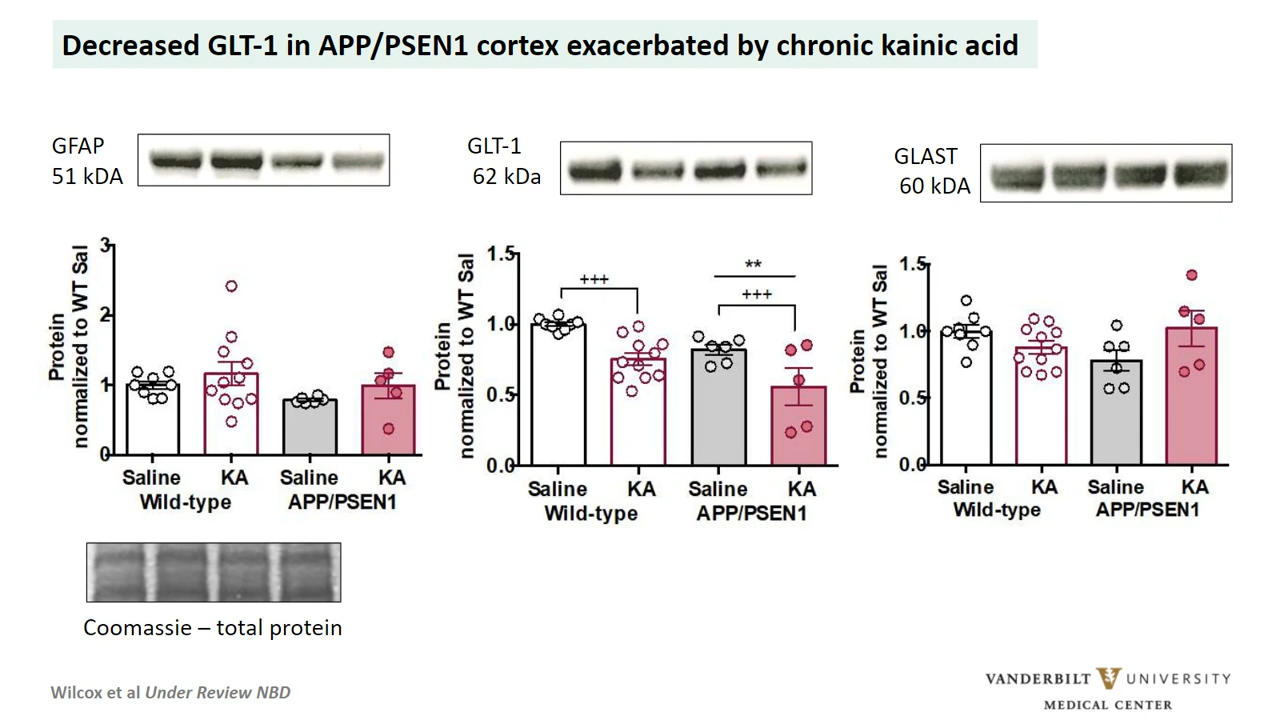 Decreased GLT-1 in APP/PSEN1 cortex exacerbated by chronic kainic acid
GFAP
51 kDA
GLT-1
62 kDa
GLAST
60 kDA
Protein
normalized to WT Sal
3
2
1
0
Saline
KA
Saline
KA
Wild-type
APP/PSEN1
Protein
normalized to WT Sal
1.5
1.0
0.5
0.0
+++
**
+++
Saline
KA
Saline
KA
Wild-type
APP/PSEN1
Protein
normalized to WT Sal
1.5
1.0
0.5
0.0
Saline
KA
Saline
KA
Wild-type
APP/PSEN1
Coomassie – total protein
Wilcox et al Under Review NBD
VANDERBILT UNIVERSITY
MEDICAL CENTER